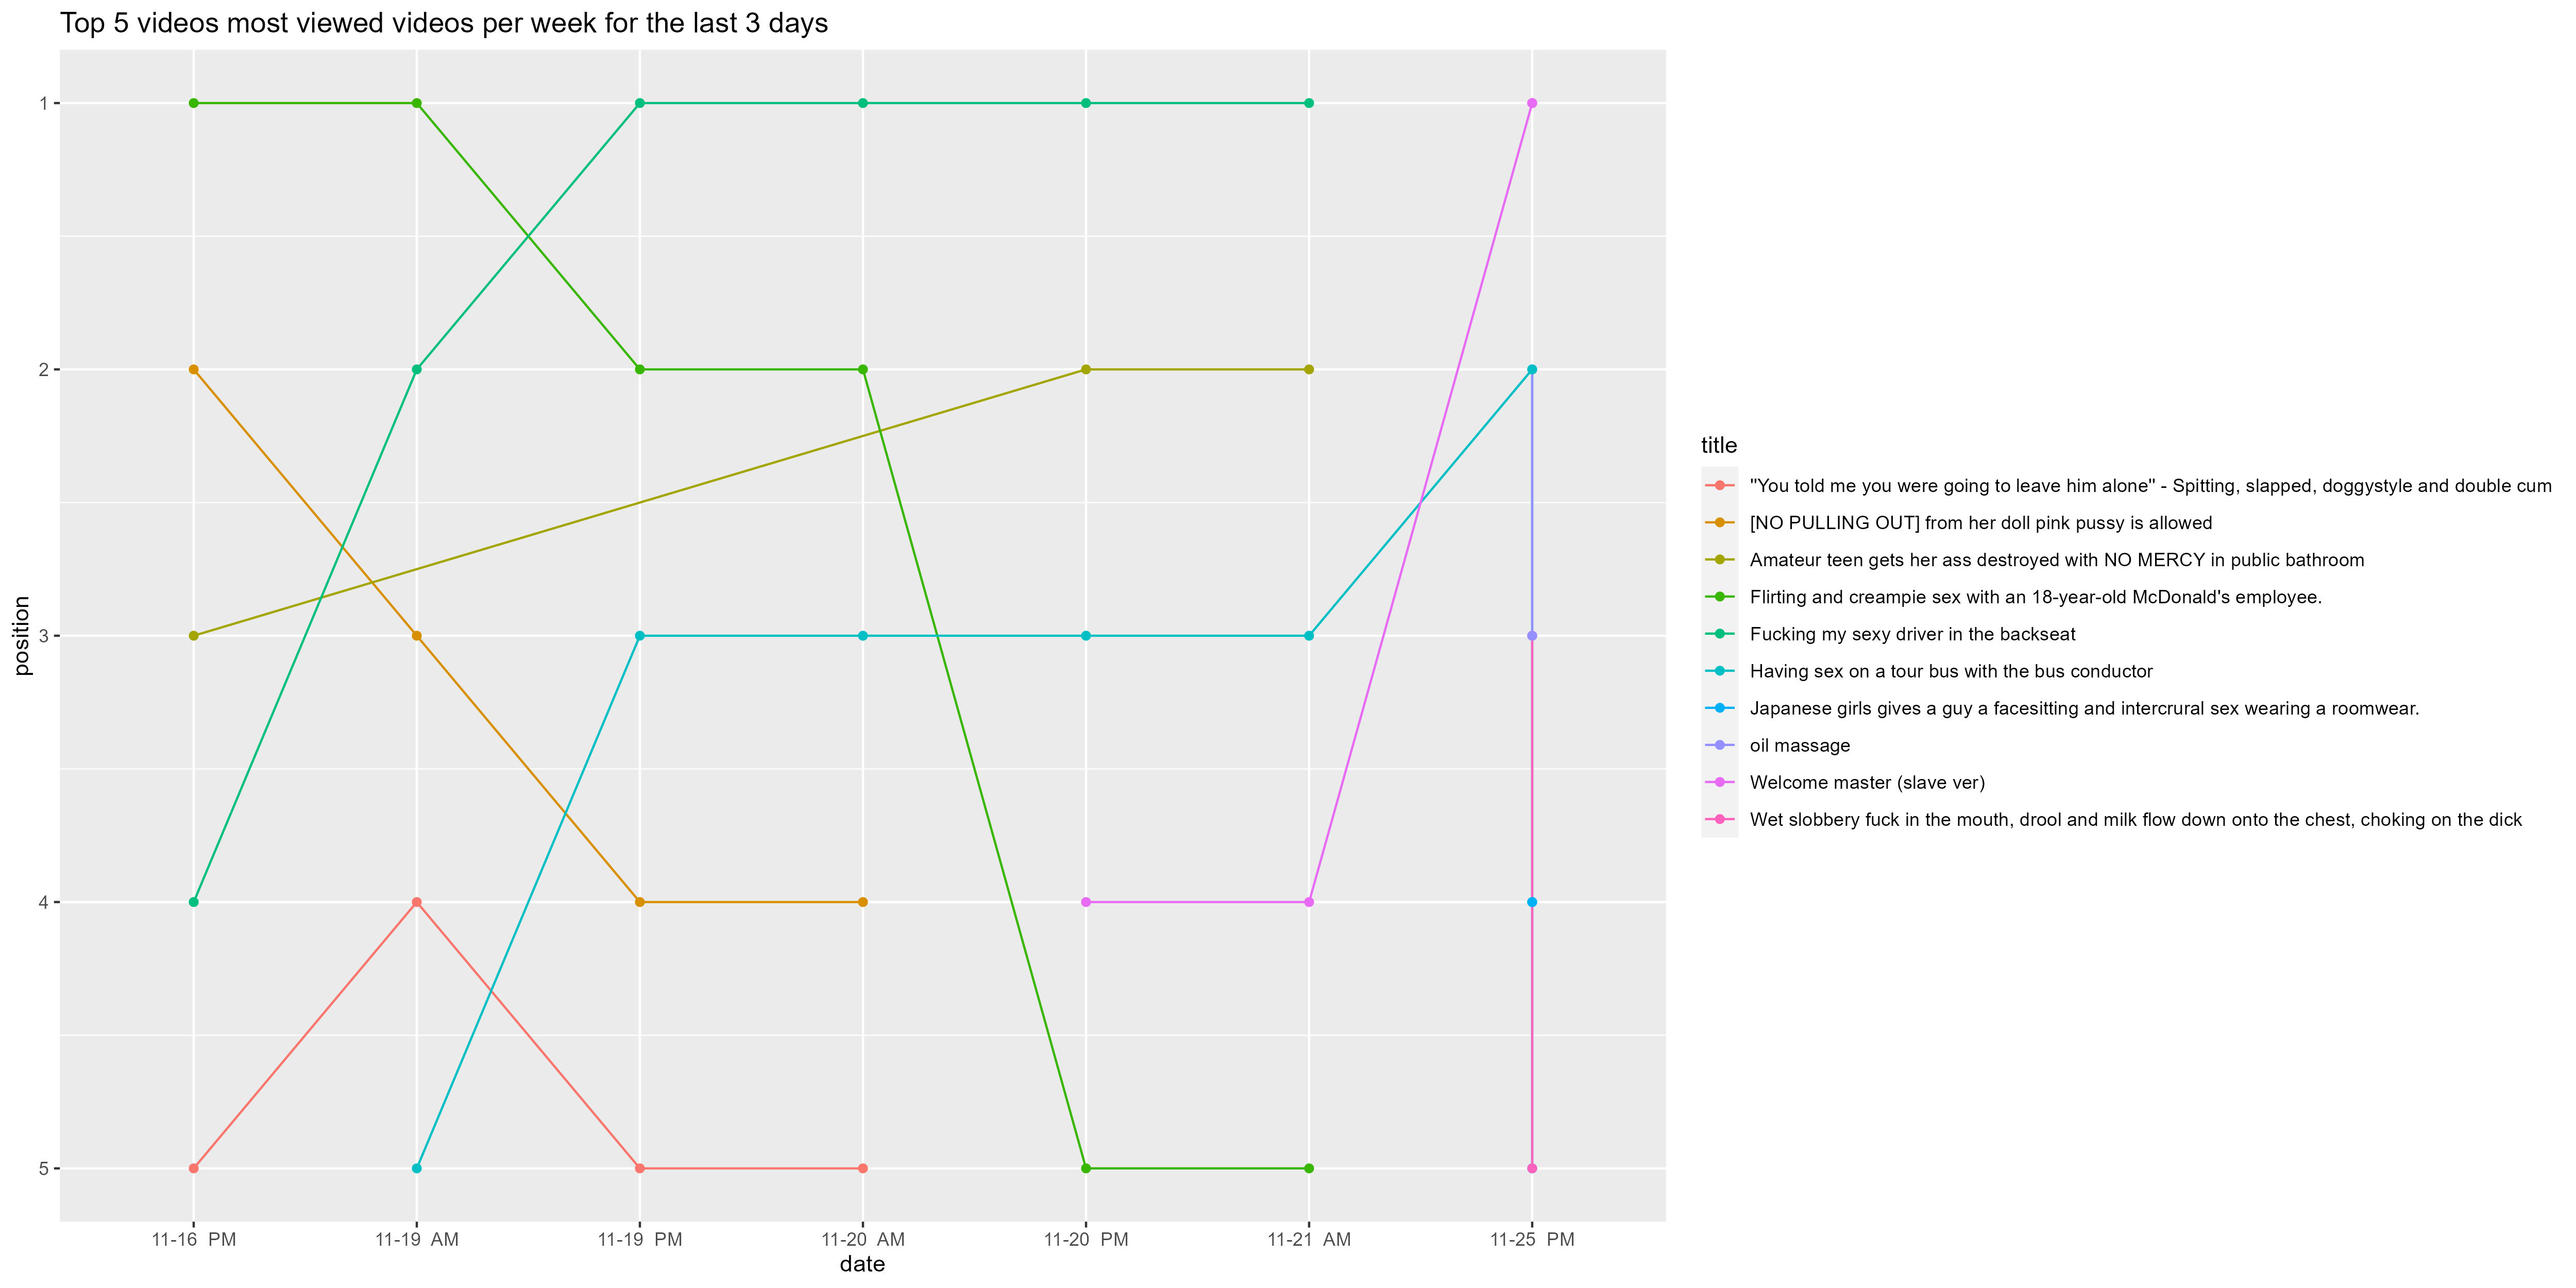 Top 5 videos most viewed videos per week for the last 3 days
position
1
2
3
4
5
11-16 PM
11-19 AM
11-19 PM
11-20 AM
11-20 PM
11-21 AM
11-25 PM
date
title
"You told me you were going to leave him alone" - Spitting, slapped, doggystyle and double cum
[NO PULLING OUT] from her doll pink pussy is allowed
Amateur teen gets her ass destroyed with NO MERCY in public bathroom
Flirting and creampie sex with an 18-year-old McDonald's employee.
Fucking my sexy driver in the backseat
Having sex on a tour bus with the bus conductor
Japanese girls gives a guy a facesitting and intercrural sex wearing a roomwear.
oil massage
Welcome master (slave ver)
Wet slobbery fuck in the mouth, drool and milk flow down onto the chest, choking on the dick